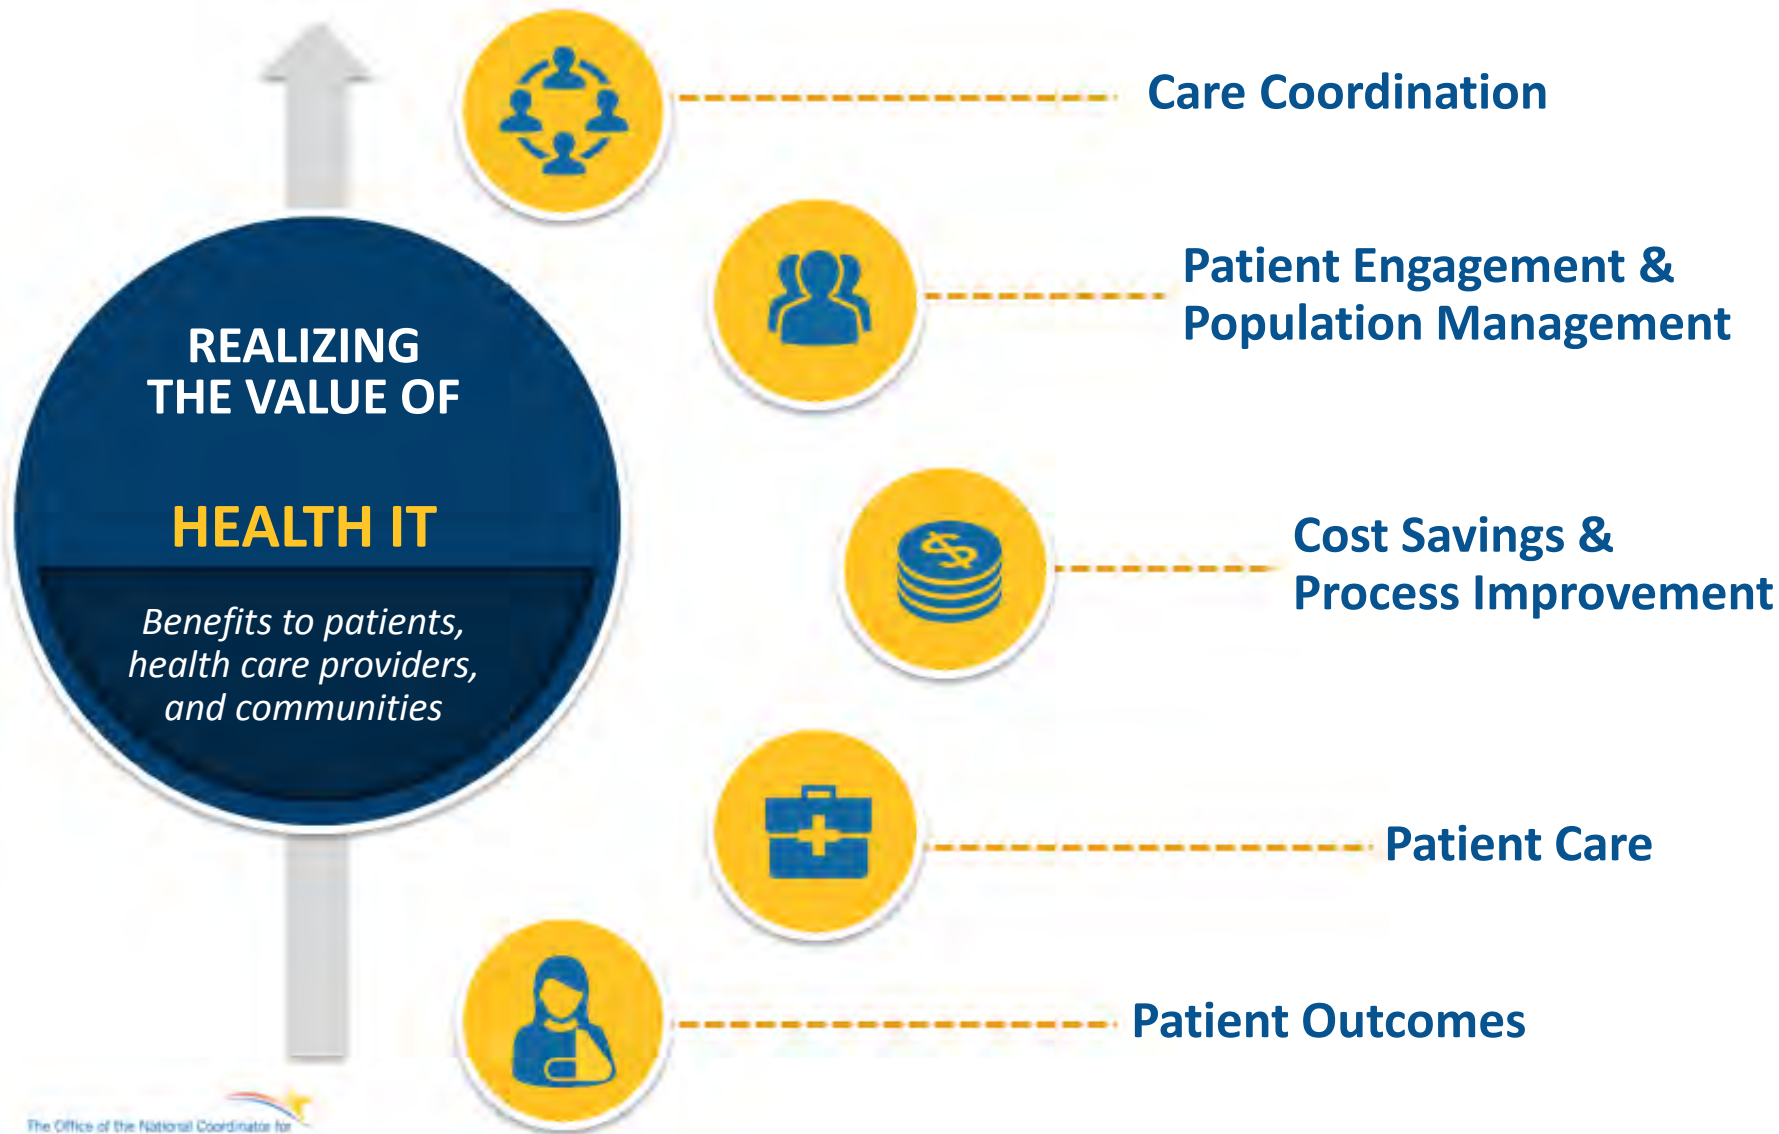 REALIZING
THE VALUE OF
HEALTH IT
Benefits to patients,
health care providers,
and communities
Care Coordination
Patient Engagement &
Population Management
Cost Savings &
Process Improvement
Patient Care
Patient Outcomes
The Office of the National Coordinator for